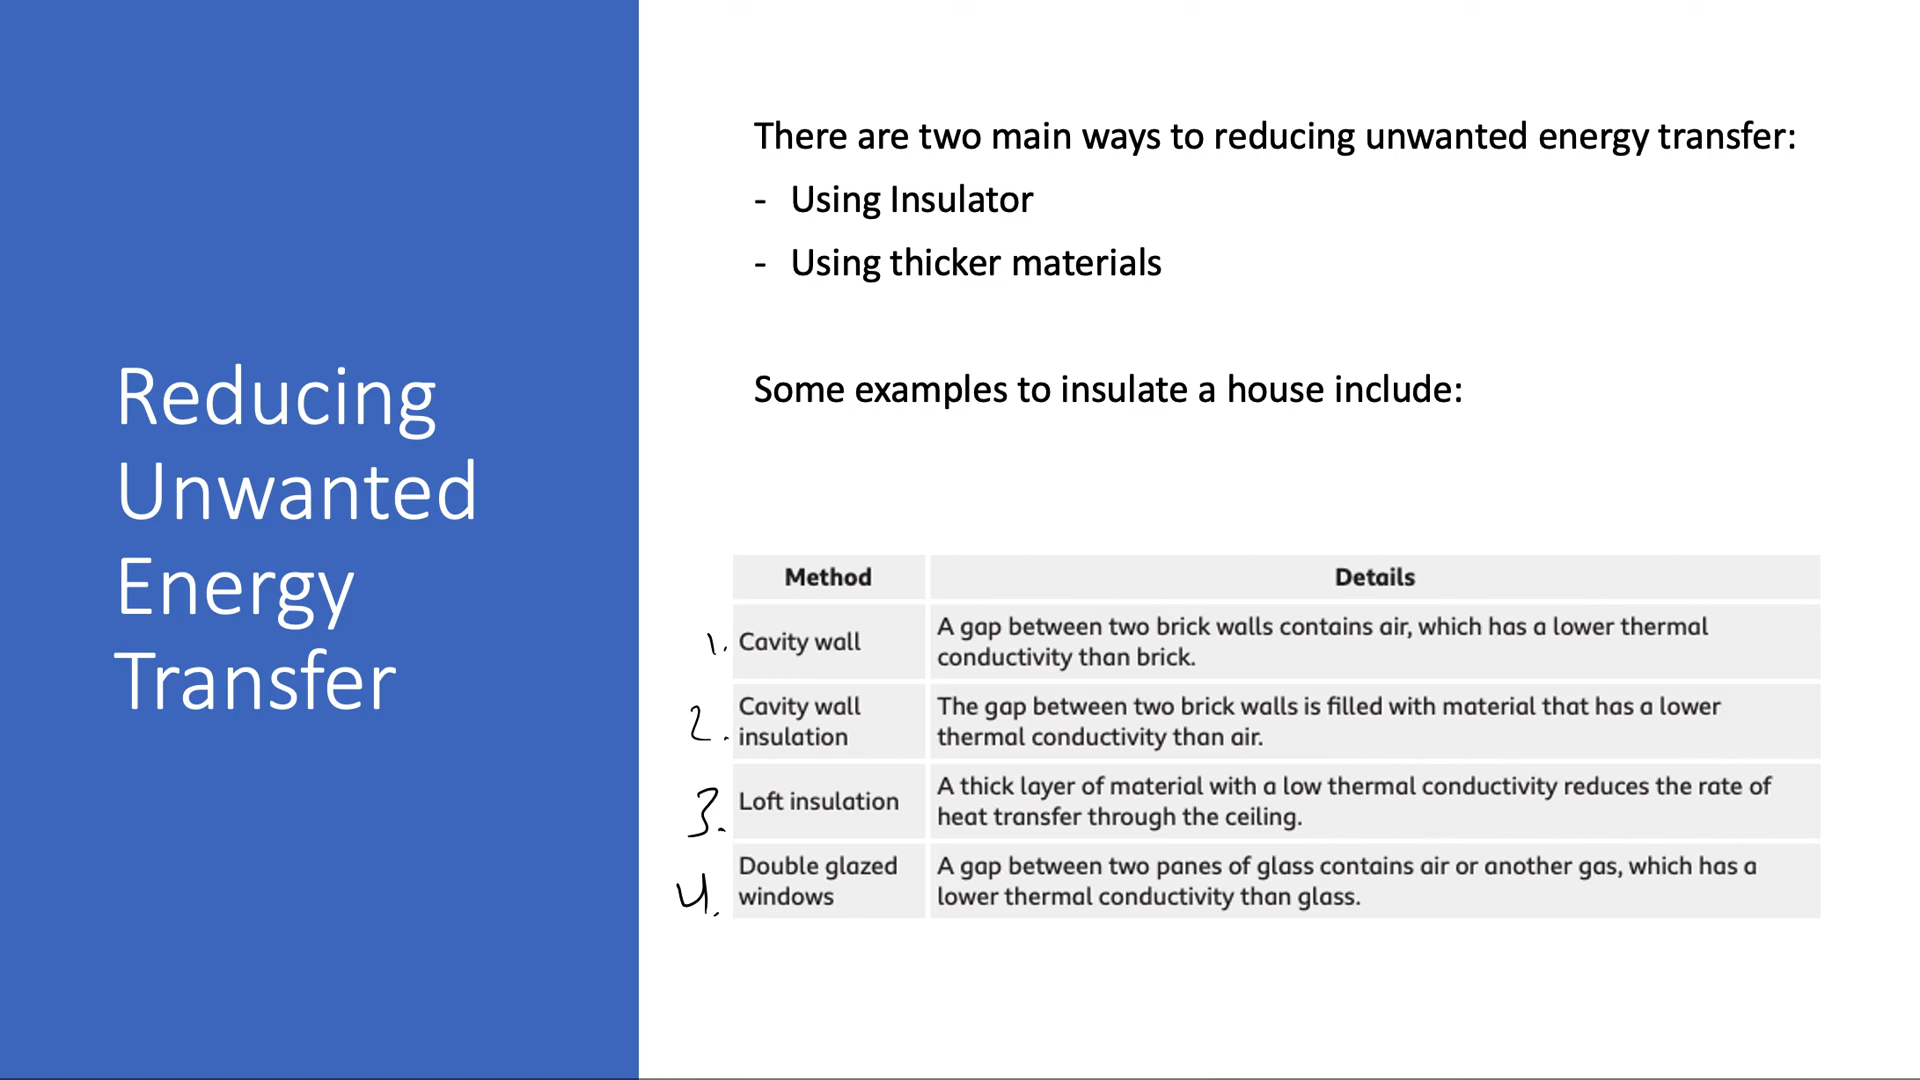 Reducing
Unwanted
Energy
Transfer
There are two main ways to reducing unwanted energy transfer:
- Using Insulator
- Using thicker materials
Some examples to insulate a house include:
Method Details
1. Cavity wall
A gap between two brick walls contains air, which has a lower thermal
conductivity than brick.
2. Cavity wall
insulation
The gap between two brick walls is filled with material that has a lower
thermal conductivity than air.
3. Loft insulation
A thick layer of material with a low thermal conductivity reduces the rate of
heat transfer through the ceiling.
4. Double glazed
windows
A gap between two panes of glass contains air or another gas, which has a
lower thermal conductivity than glass.